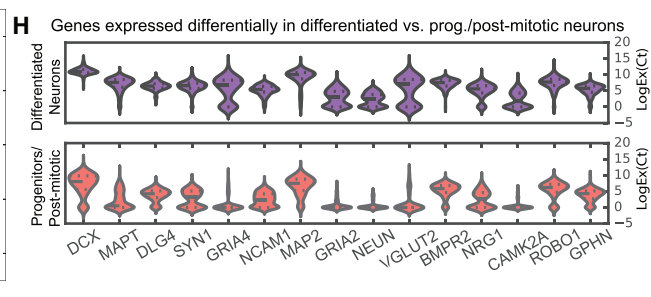 H Genes expressed differentially in differentiated vs. prog./post-mitotic neurons
Differentiated
Neurons
20
15
10
5
0
−5
LogEx(Ct)
Progenitors/
Post-mitotic
20
15
10
5
0
−5
LogEx(Ct)
DCX MAPT DLG4 SYN1 GRIA4 NCAM1 MAP2 GRIA2 NEUN VGLUT2 BMPR2 NRG1 CAMK2A ROBO1 GPHN